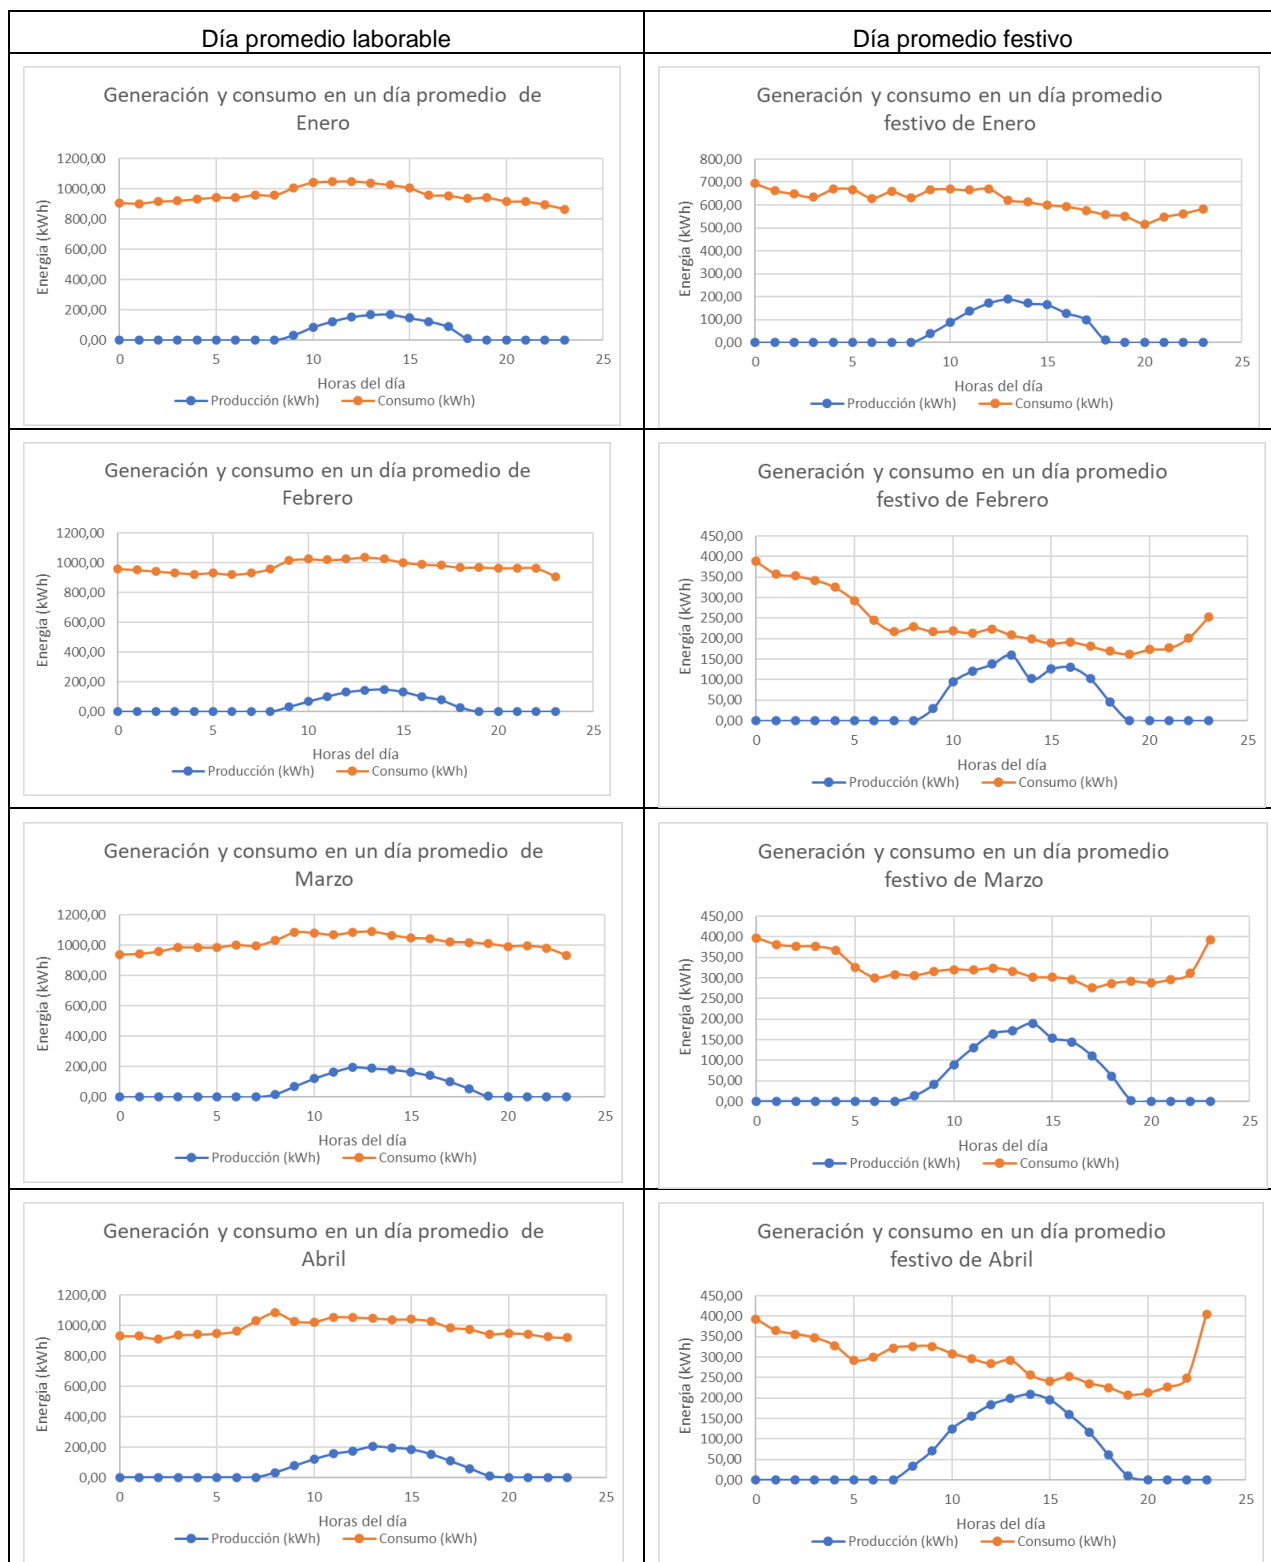 Día promedio laborable
Día promedio festivo
Generación y consumo en un día promedio de
Enero
1200,00
1000,00
800,00
600,00
400,00
200,00
0,00
Energía (kWh)
0 5 10 15 20 25
Horas del día
Producción (kWh) Consumo (kWh)
Generación y consumo en un día promedio
festivo de Enero
800,00
700,00
600,00
500,00
400,00
300,00
200,00
100,00
0,00
Energía (kWh)
0 5 10 15 20 25
Horas del día
Producción (kWh) Consumo (kWh)
Generación y consumo en un día promedio de
Febrero
1200,00
1000,00
800,00
600,00
400,00
200,00
0,00
Energía (kWh)
0 5 10 15 20 25
Horas del día
Producción (kWh) Consumo (kWh)
Generación y consumo en un día promedio
festivo de Febrero
450,00
400,00
350,00
300,00
250,00
200,00
150,00
100,00
50,00
0,00
Energía (kWh)
0 5 10 15 20 25
Horas del día
Producción (kWh) Consumo (kWh)
Generación y consumo en un día promedio de
Marzo
1200,00
1000,00
800,00
600,00
400,00
200,00
0,00
Energía (kWh)
0 5 10 15 20 25
Horas del día
Producción (kWh) Consumo (kWh)
Generación y consumo en un día promedio
festivo de Marzo
450,00
400,00
350,00
300,00
250,00
200,00
150,00
100,00
50,00
0,00
Energía (kWh)
0 5 10 15 20 25
Horas del día
Producción (kWh) Consumo (kWh)
Generación y consumo en un día promedio de
Abril
1200,00
1000,00
800,00
600,00
400,00
200,00
0,00
Energía (kWh)
0 5 10 15 20 25
Horas del día
Producción (kWh) Consumo (kWh)
Generación y consumo en un día promedio
festivo de Abril
450,00
400,00
350,00
300,00
250,00
200,00
150,00
100,00
50,00
0,00
Energía (kWh)
0 5 10 15 20 25
Horas del día
Producción (kWh) Consumo (kWh)